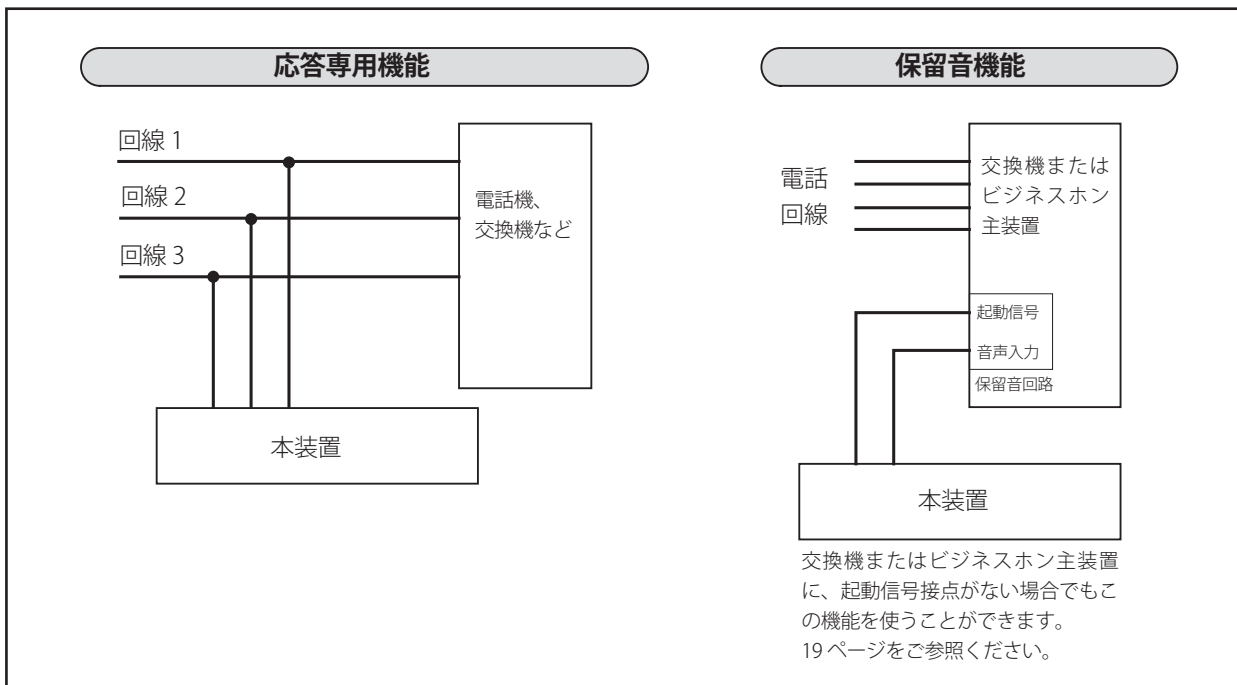 応答専用機能
回線 1
回線 2
回線 3
電話機、
交換機など
本装置
保留音機能
電話
回線
交換機または
ビジネスホン
主装置
起動信号
音声入力
保留音回路
本装置
交換機またはビジネスホン主装置
に、起動信号接点がない場合でもこ
の機能を使うことができます。
19 ページをご参照ください。